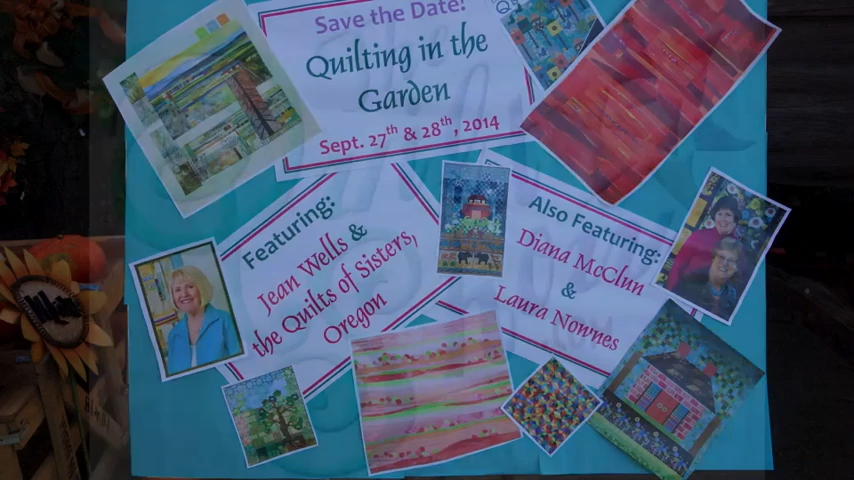 Save the Date!
Quilting in the
Garden
Sept. 27th & 28th, 2014
Featuring:
Jean Wells &
the Quilts of Sisters,
Oregon
Also Featuring:
Diana McClun
&
Laura Nownes